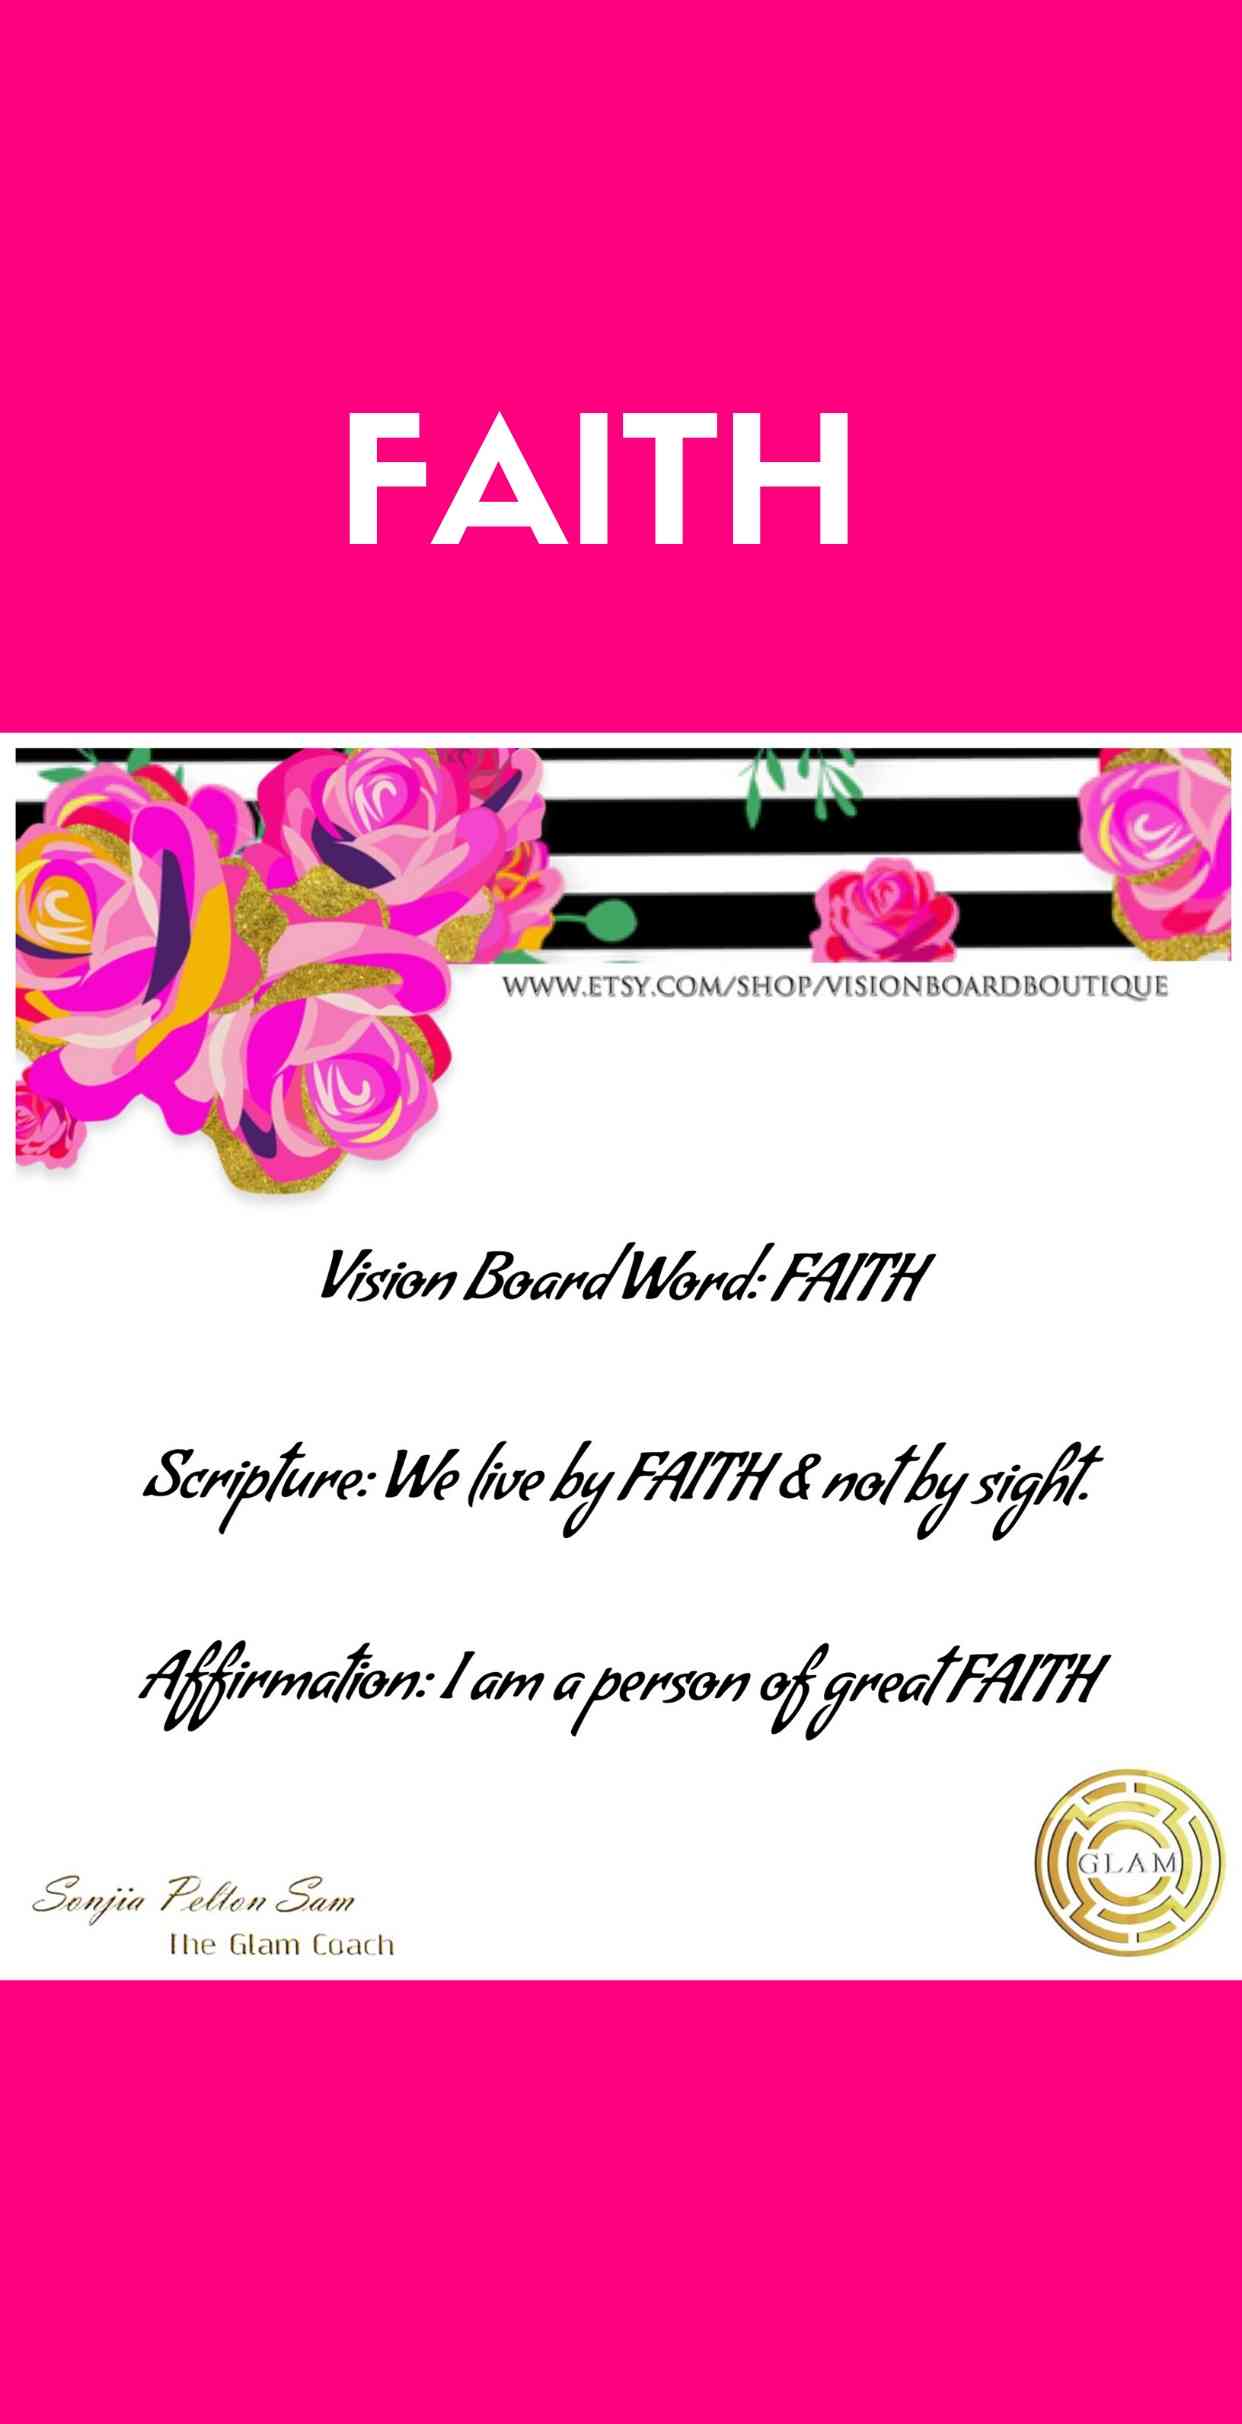 FAITH
WWW.ETSY.COM/SHOP/VISIONBOARDBOUTIQUE
Vision Board Word: FAITH
Scripture: We live by FAITH & not by sight.
Affirmation: I am a person of great FAITH
GLAM
Sonjia Pelton Sam
The Glam Coach